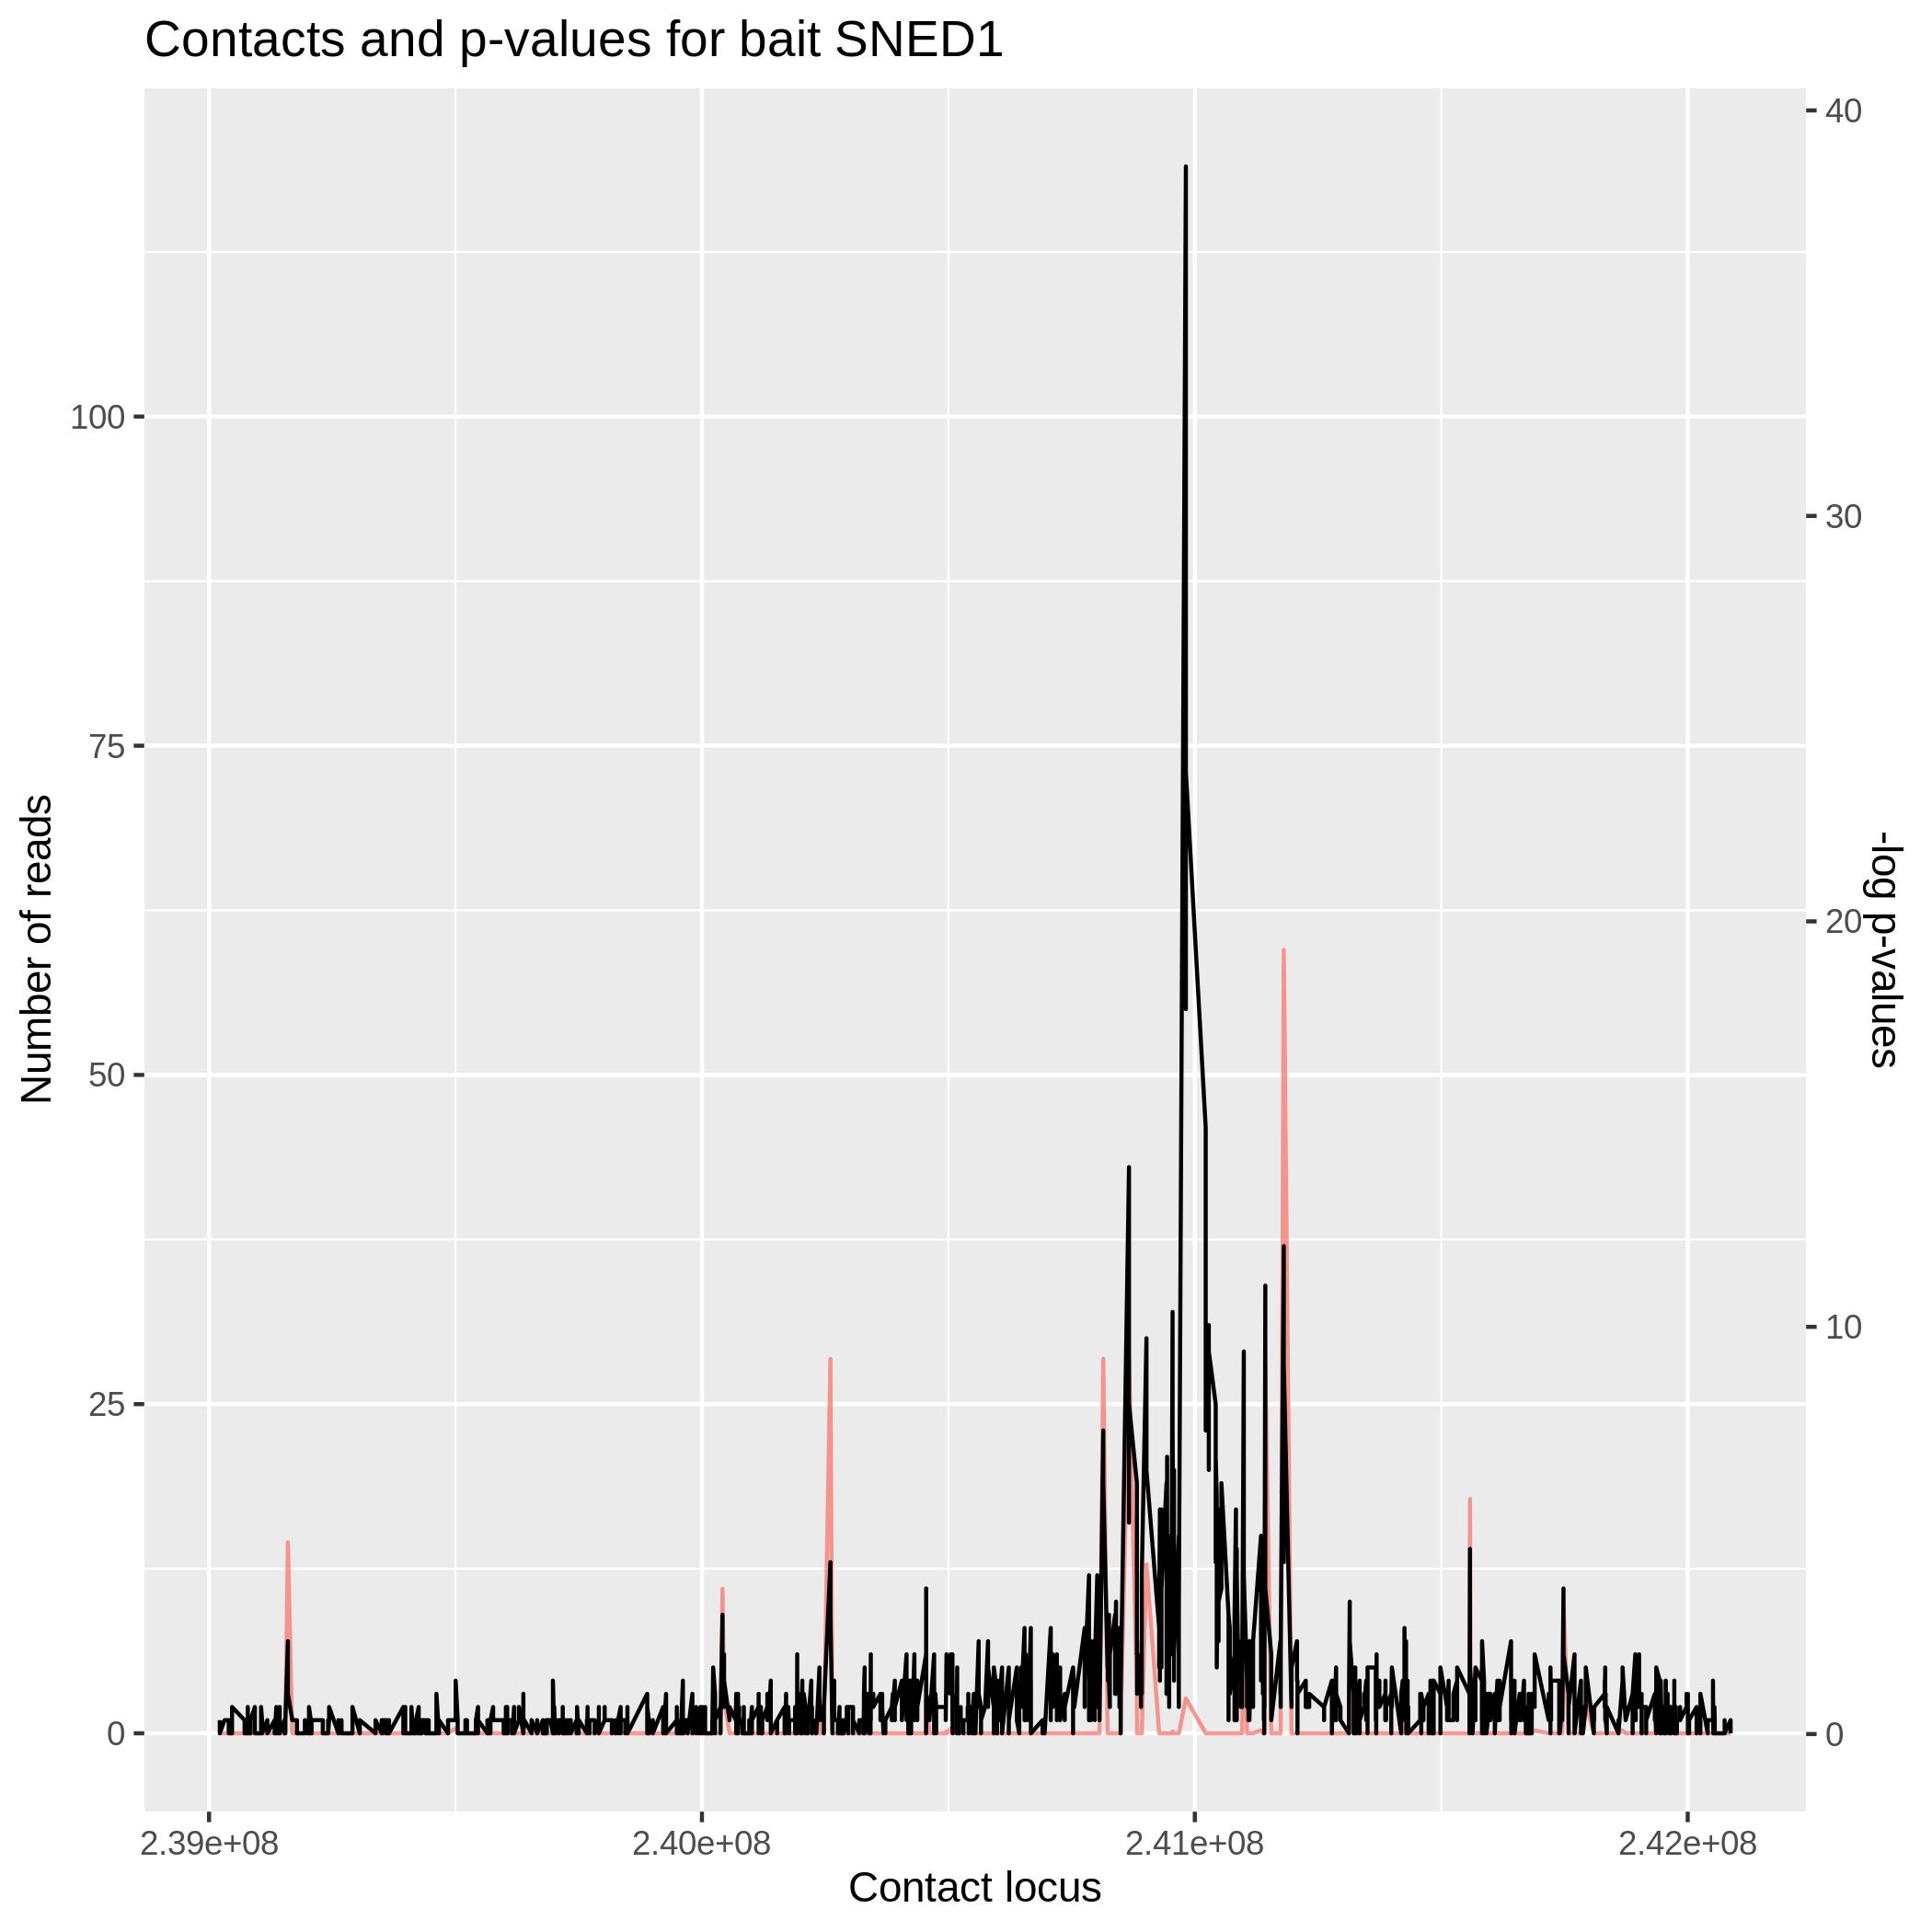 Contacts and p-values for bait SNED1
Number of reads
100
75
50
25
0
40
30
20
10
0
-log p-values
2.39e+08 2.40e+08 2.41e+08 2.42e+08
Contact locus